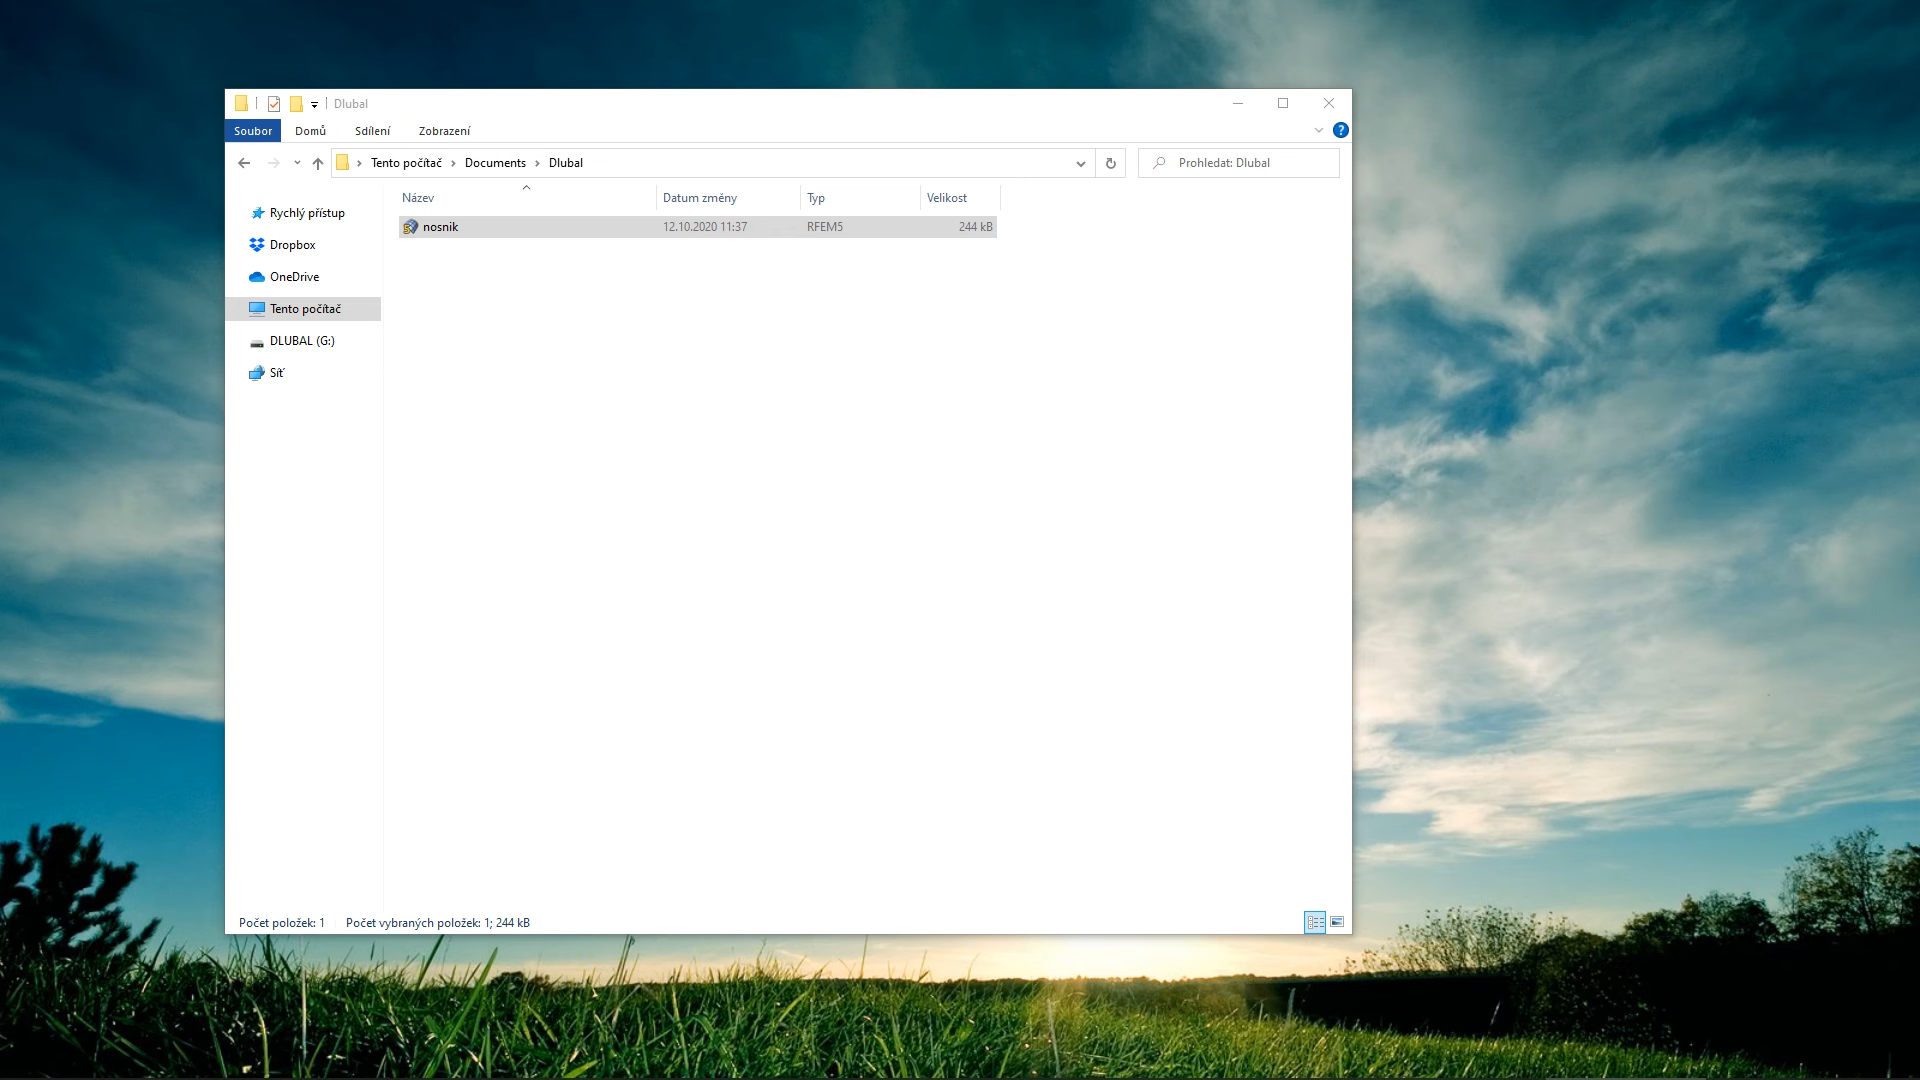 Dlubal
Soubor Domů Sdílení Zobrazení
Tento počítač Documents Dlubal Prohledat: Dlubal
Název Datum změny Typ Velikost
nosnik 12.10.2020 11:37 RFEM5 244 kB
Rychlý přístup
Dropbox
OneDrive
Tento počítač
DLUBAL (G:)
Síť
Počet položek: 1 Počet vybraných položek: 1; 244 kB